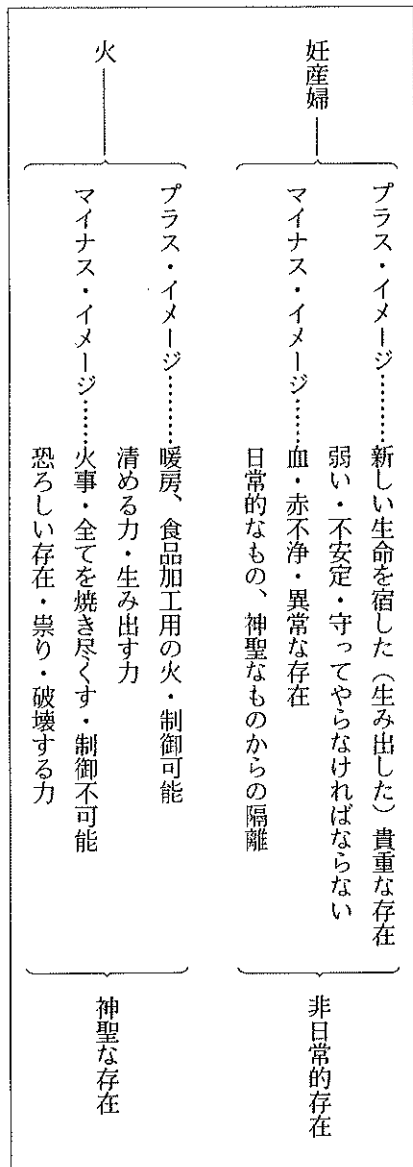 妊産婦
プラス・イメージ………新しい生命を宿した（生み出した）貴重な存在
弱い・不安定・守ってやらなければならない
マイナス・イメージ……血・赤不浄・異常な存在
日常的なもの、神聖なものからの隔離
非日常的存在
火
プラス・イメージ………暖房、食品加工用の火・制御可能
清める力・生み出す力
マイナス・イメージ……火事・全てを焼き尽くす・制御不可能
恐ろしい存在・祟り・破壊する力
神聖な存在